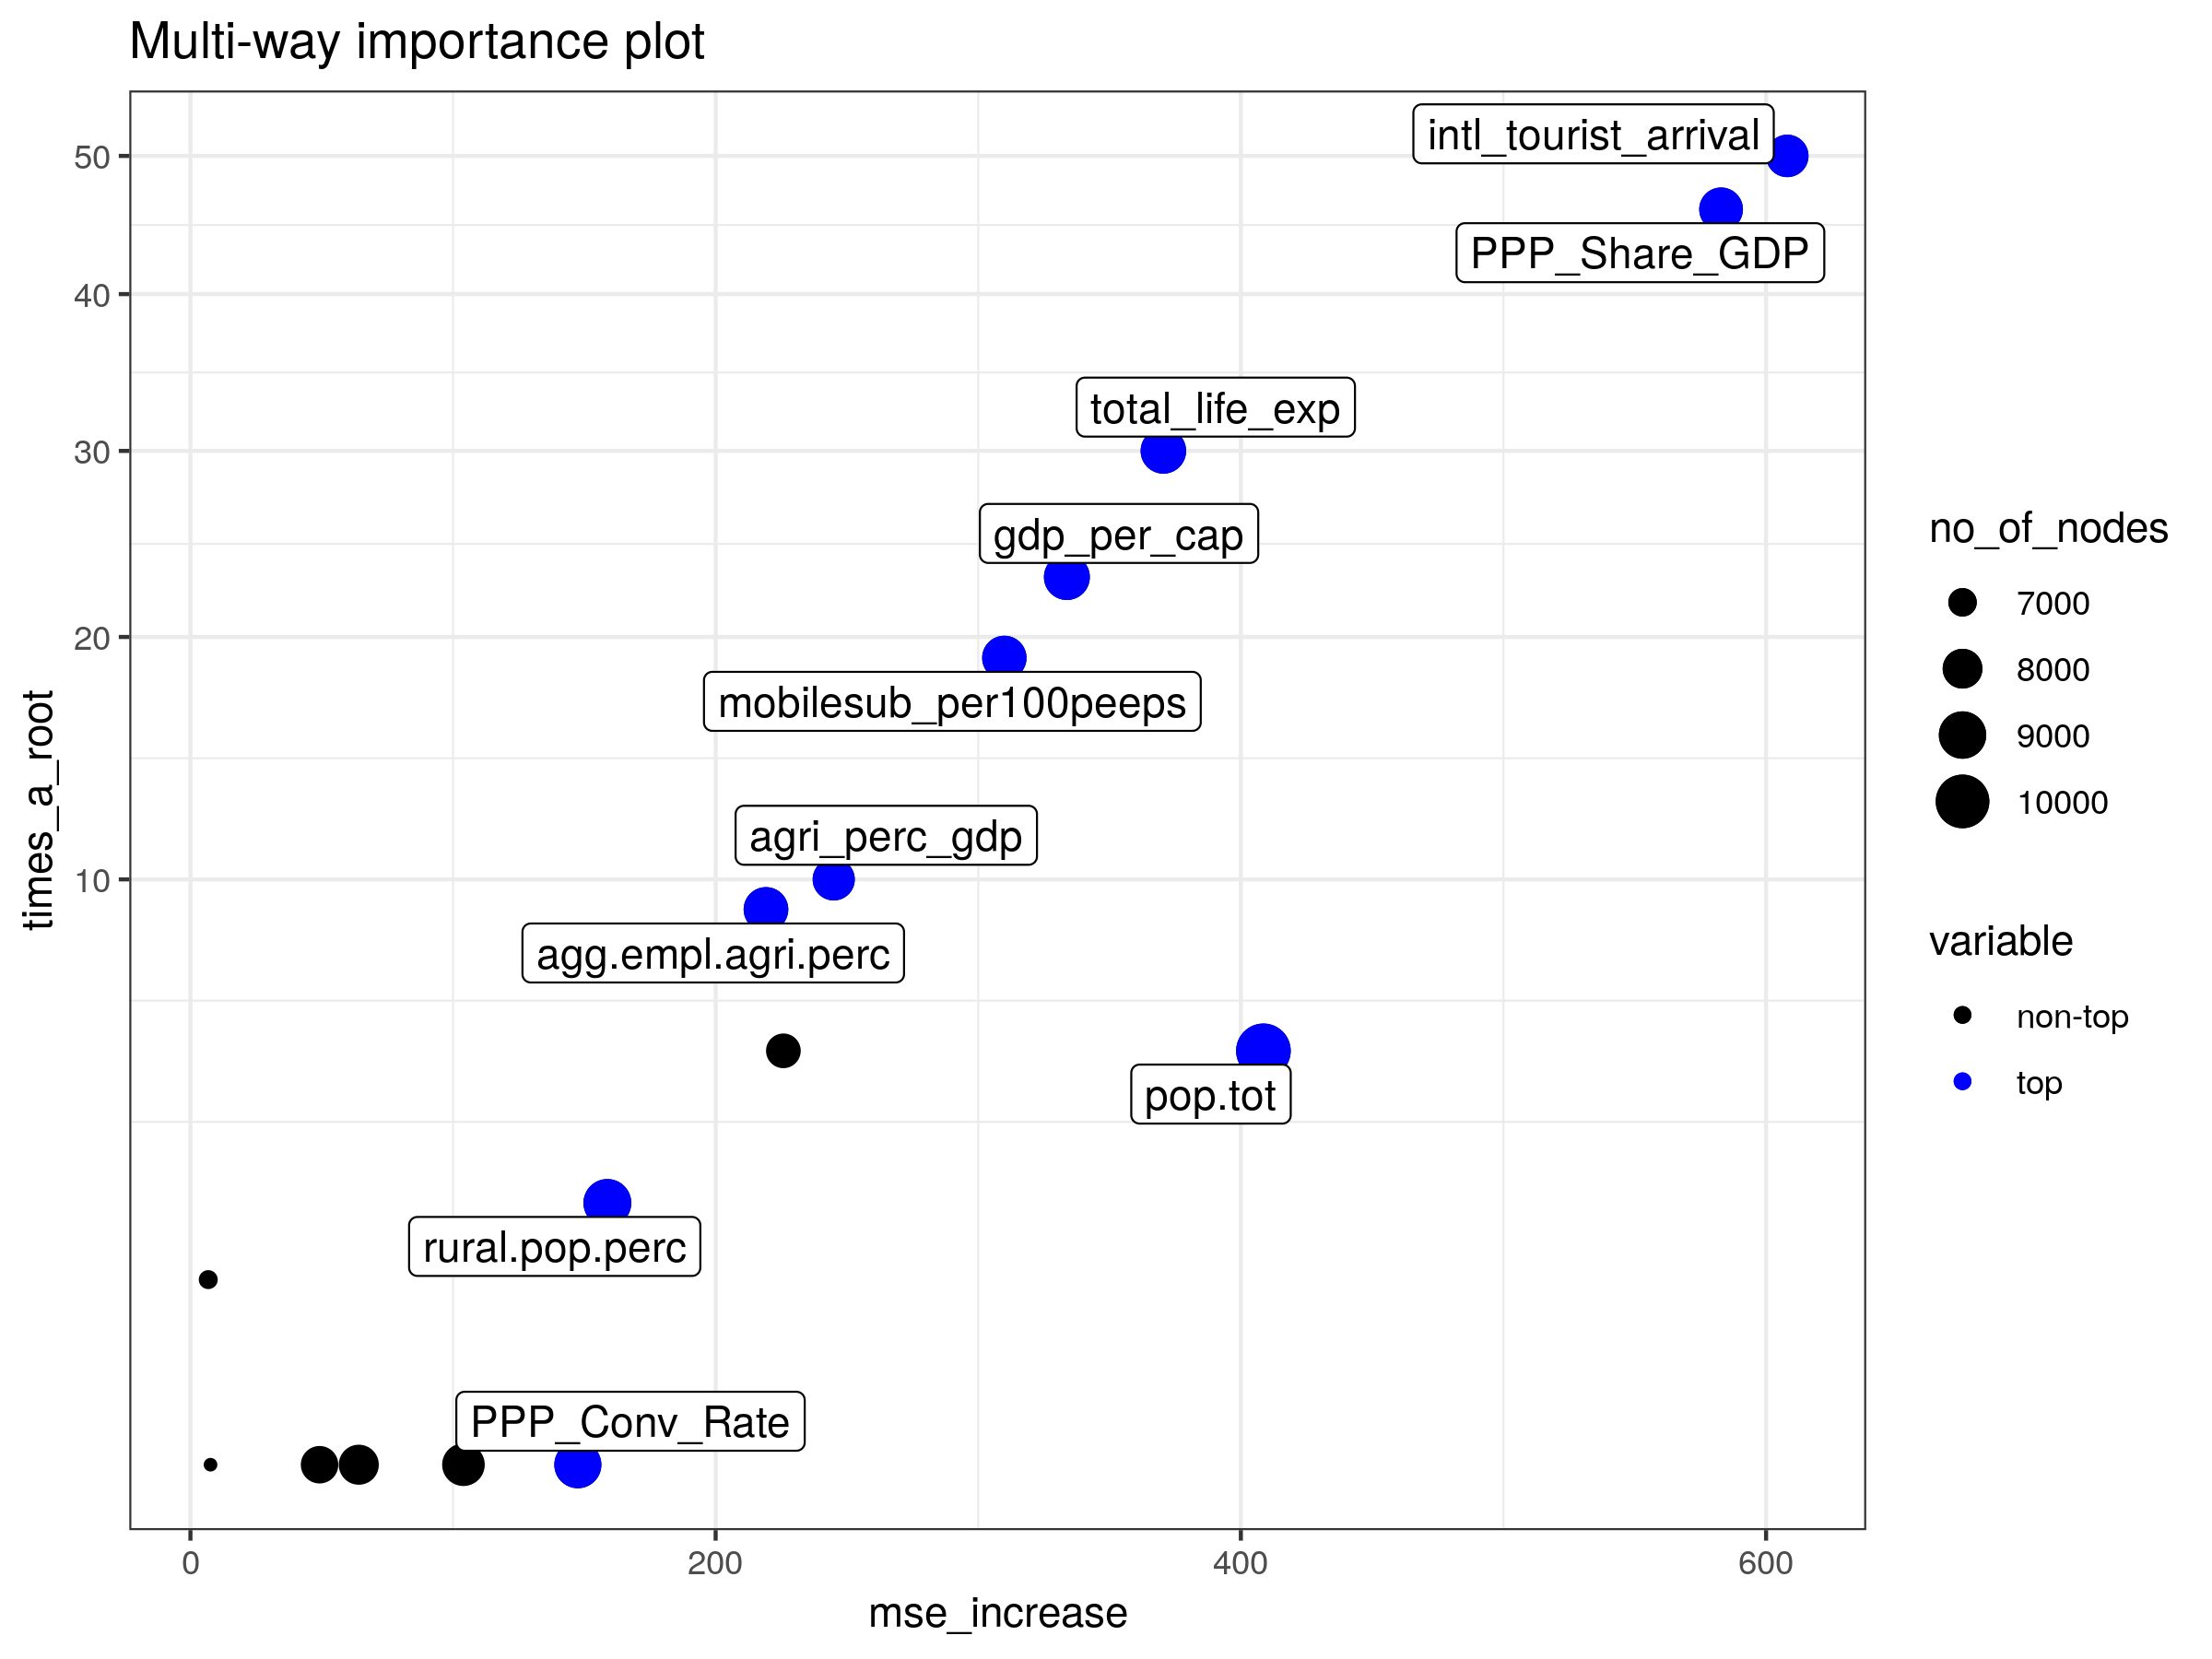 Multi-way importance plot
intl_tourist_arrival
50
PPP_Share_GDP
40
total_life_exp
30
gdp_per_cap
20
mobilesub_per100peeps
agri_perc_gdp
10
agg.empl.agri.perc
pop.tot
rural.pop.perc
PPP_Conv_Rate
times_a_root
0 200 400 600
mse_increase
no_of_nodes
7000
8000
9000
10000
variable
non-top
top